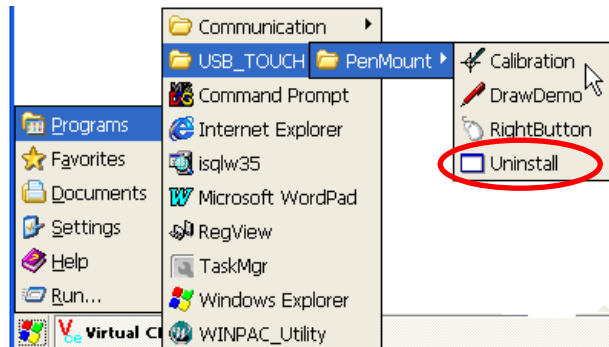 Programs
Favorites
Documents
Settings
Help
Run...
Virtual C
Communication
USB_TOUCH
Command Prompt
Internet Explorer
isqlw35
Microsoft WordPad
RegView
TaskMgr
Windows Explorer
WINPAC_Utility
PenMount
Calibration
DrawDemo
RightButton
Uninstall